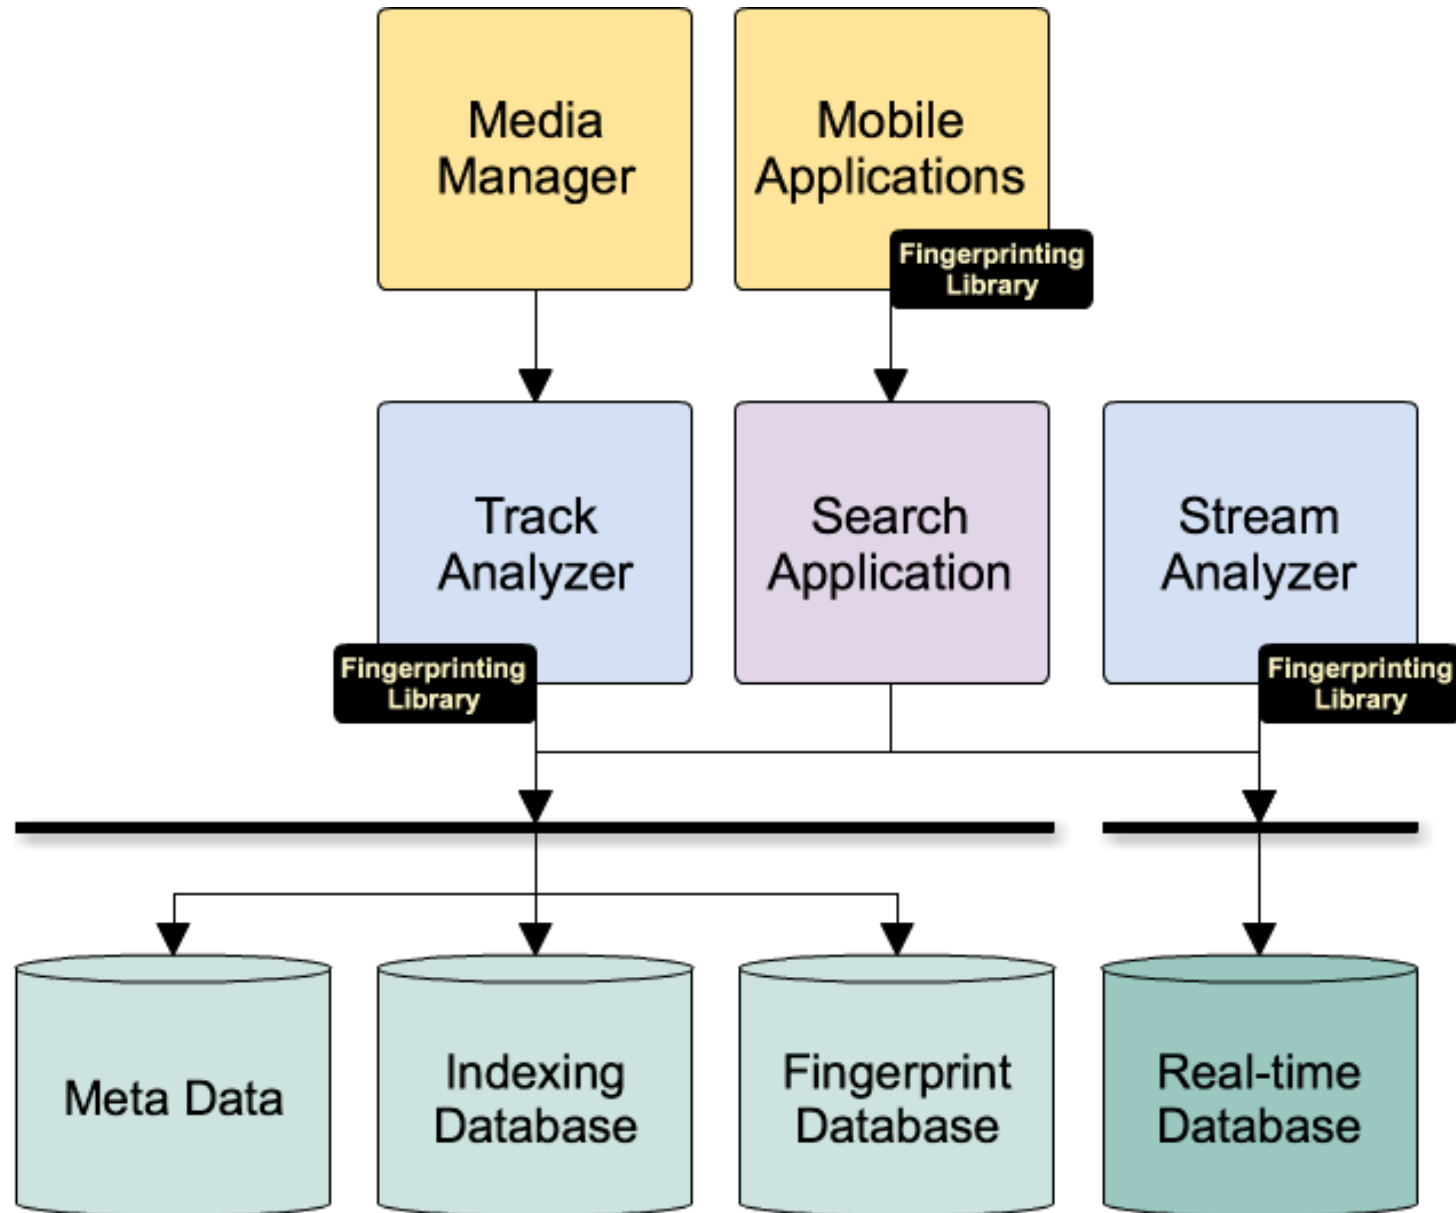 Media
Manager
Mobile
Applications
Fingerprinting
Library
Track
Analyzer
Search
Application
Stream
Analyzer
Fingerprinting
Library
Fingerprinting
Library
Meta Data
Indexing
Database
Fingerprint
Database
Real-time
Database